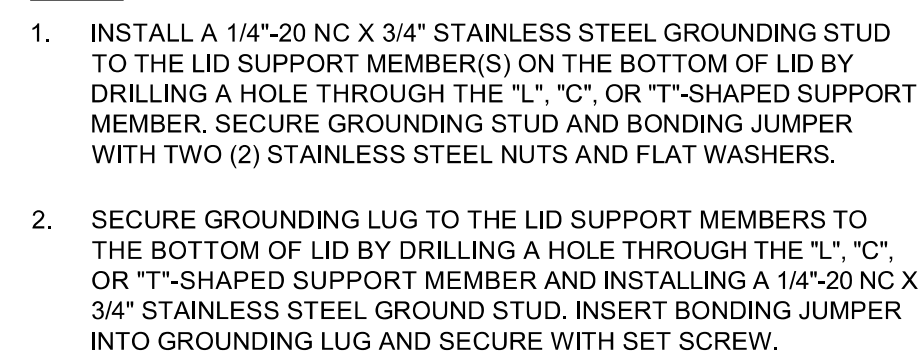 1. INSTALL A 1/4"-20 NC X 3/4" STAINLESS STEEL GROUNDING STUD
TO THE LID SUPPORT MEMBER(S) ON THE BOTTOM OF LID BY
DRILLING A HOLE THROUGH THE "L", "C", OR "T"-SHAPED SUPPORT
MEMBER. SECURE GROUNDING STUD AND BONDING JUMPER
WITH TWO (2) STAINLESS STEEL NUTS AND FLAT WASHERS.
2. SECURE GROUNDING LUG TO THE LID SUPPORT MEMBERS TO
THE BOTTOM OF LID BY DRILLING A HOLE THROUGH THE "L", "C",
OR "T"-SHAPED SUPPORT MEMBER AND INSTALLING A 1/4"-20 NC X
3/4" STAINLESS STEEL GROUND STUD. INSERT BONDING JUMPER
INTO GROUNDING LUG AND SECURE WITH SET SCREW.